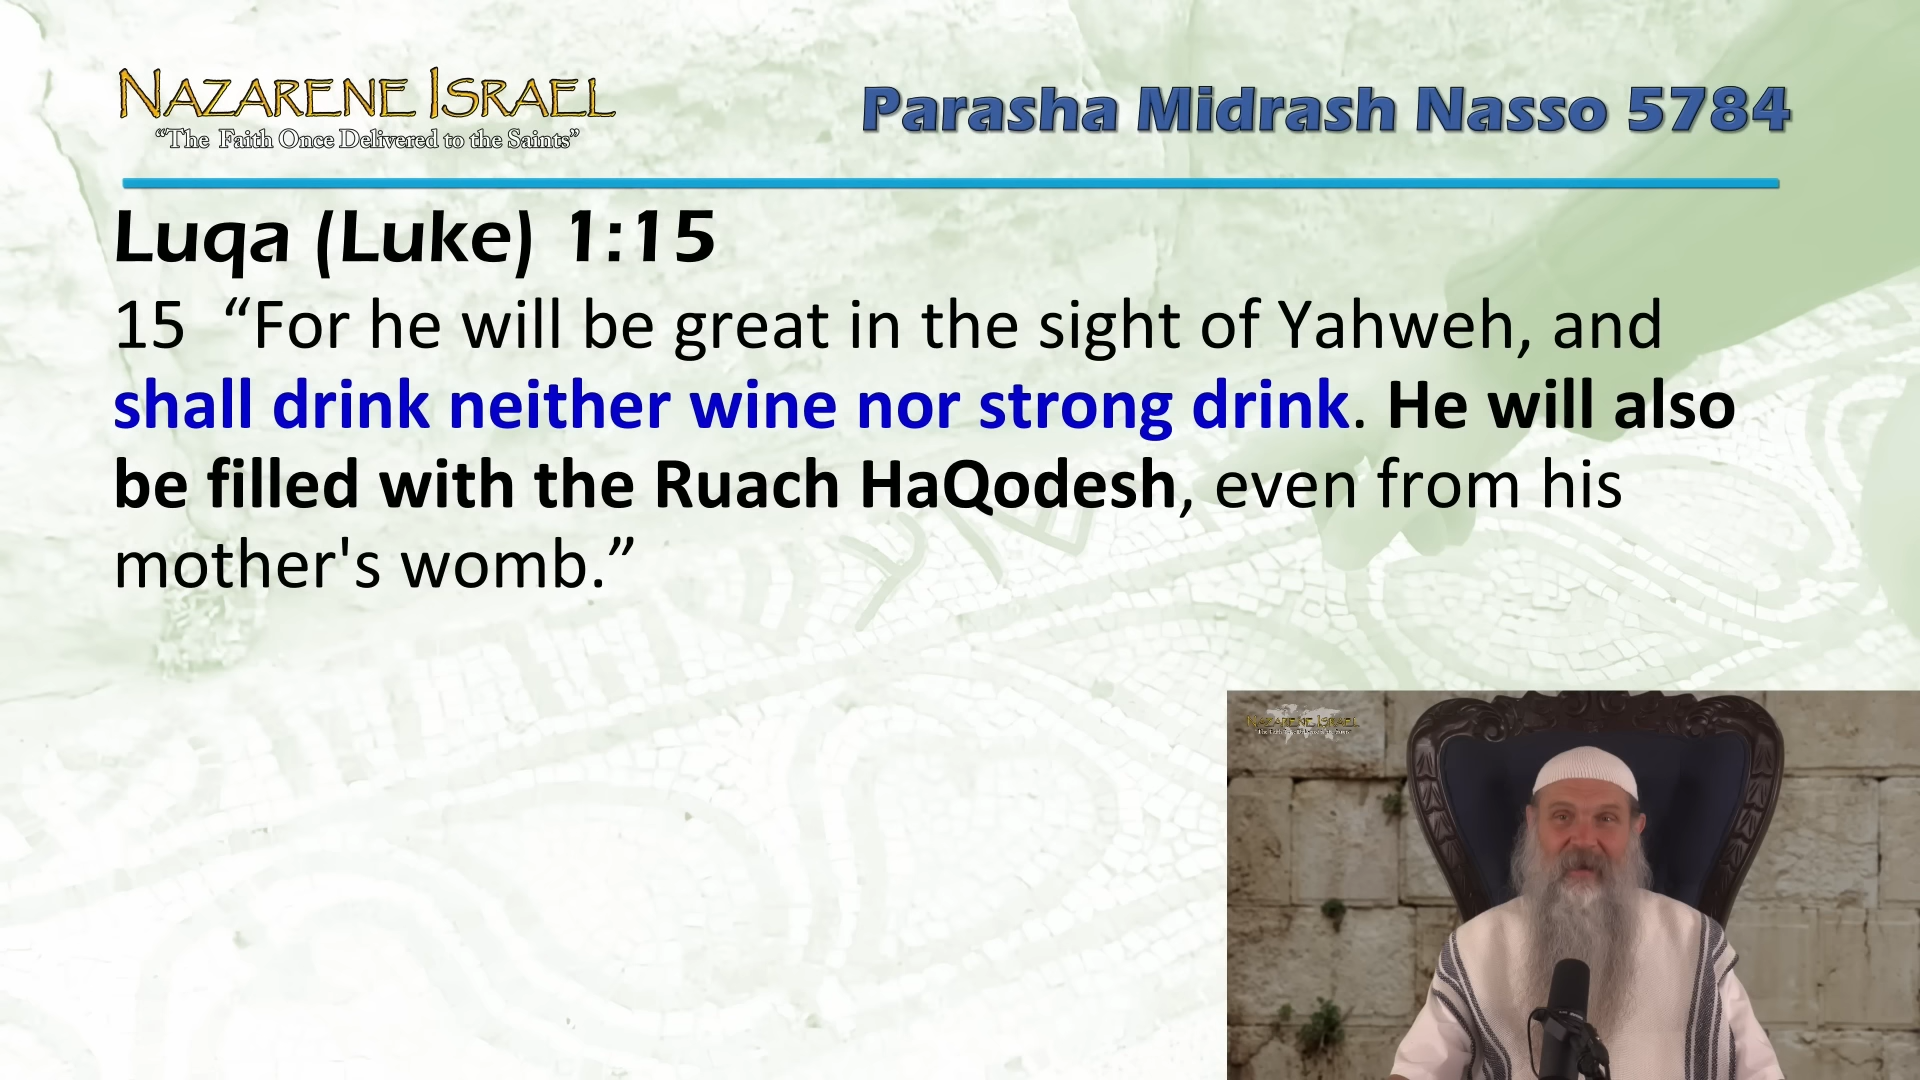 NAZARENE ISRAEL
“The Faith Once Delivered to the Saints”
Parasha Midrash Nasso 5784
Luqa (Luke) 1:15
15 “For he will be great in the sight of Yahweh, and
shall drink neither wine nor strong drink. He will also
be filled with the Ruach HaQodesh, even from his
mother's womb.”
NAZARENE ISRAEL